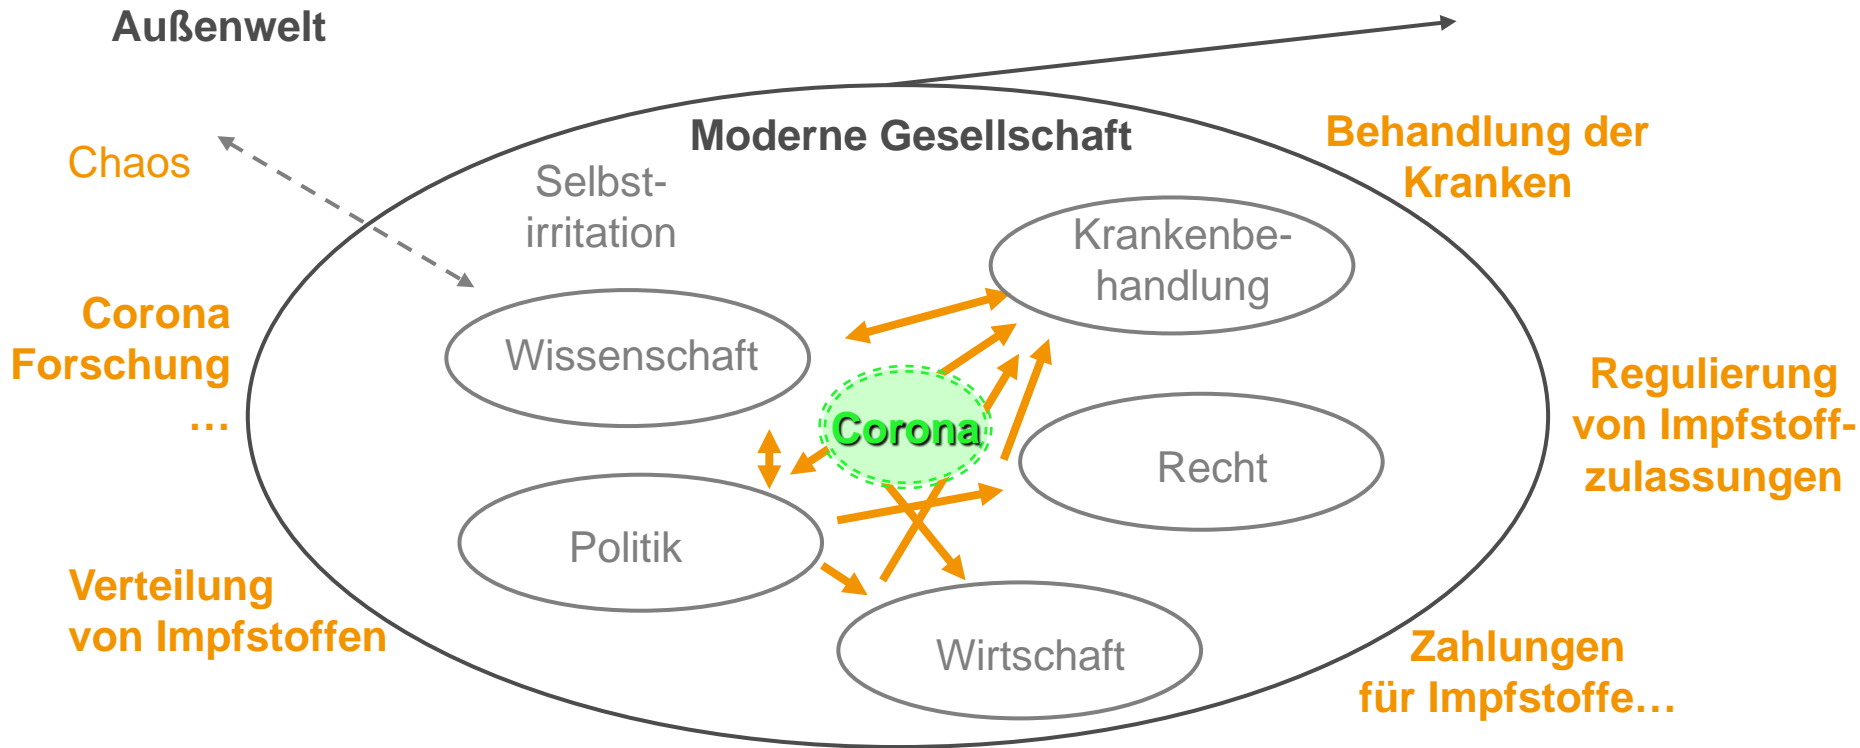 Außenwelt
Moderne Gesellschaft
Chaos
Selbst-
irritation
Behandlung der
Kranken
Krankenbe-
handlung
Corona
Forschung
…
Wissenschaft
Corona
Regulierung
von Impfstoff-
zulassungen
Recht
Politik
Verteilung
von Impfstoffen
Wirtschaft
Zahlungen
für Impfstoffe…